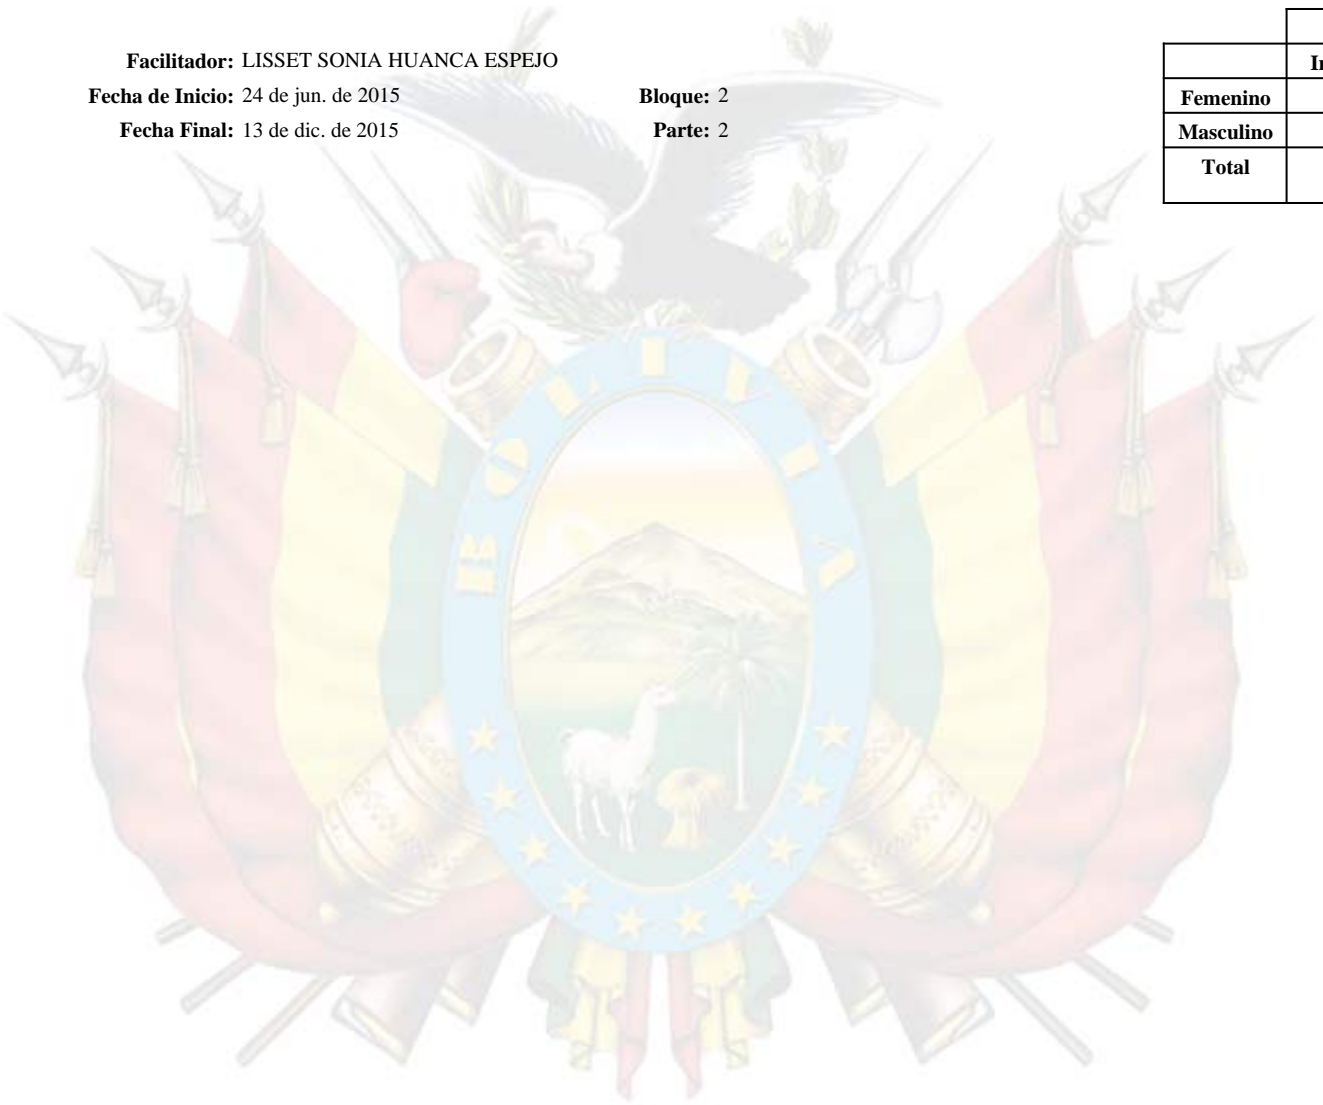 Facilitador: LISSET SONIA HUANCA ESPEJO
Fecha de Inicio: 24 de jun. de 2015 Bloque: 2
Fecha Final: 13 de dic. de 2015 Parte: 2
Femenino
Masculino
Total
BOLIVIA